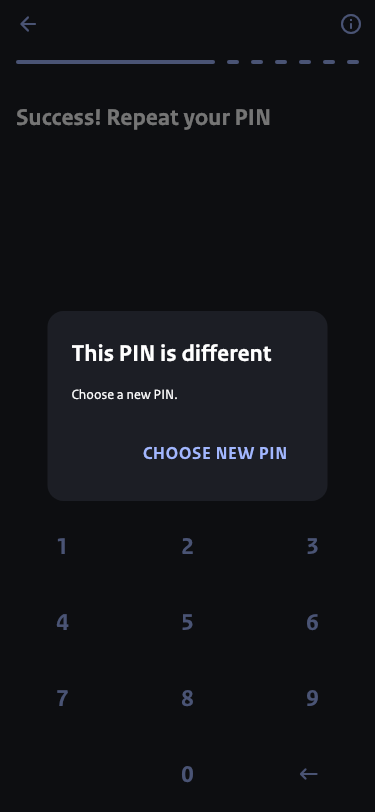 Success! Repeat your PIN
This PIN is different
Choose a new PIN.
CHOOSE NEW PIN
1 2 3
4 5 6
7 8 9
0